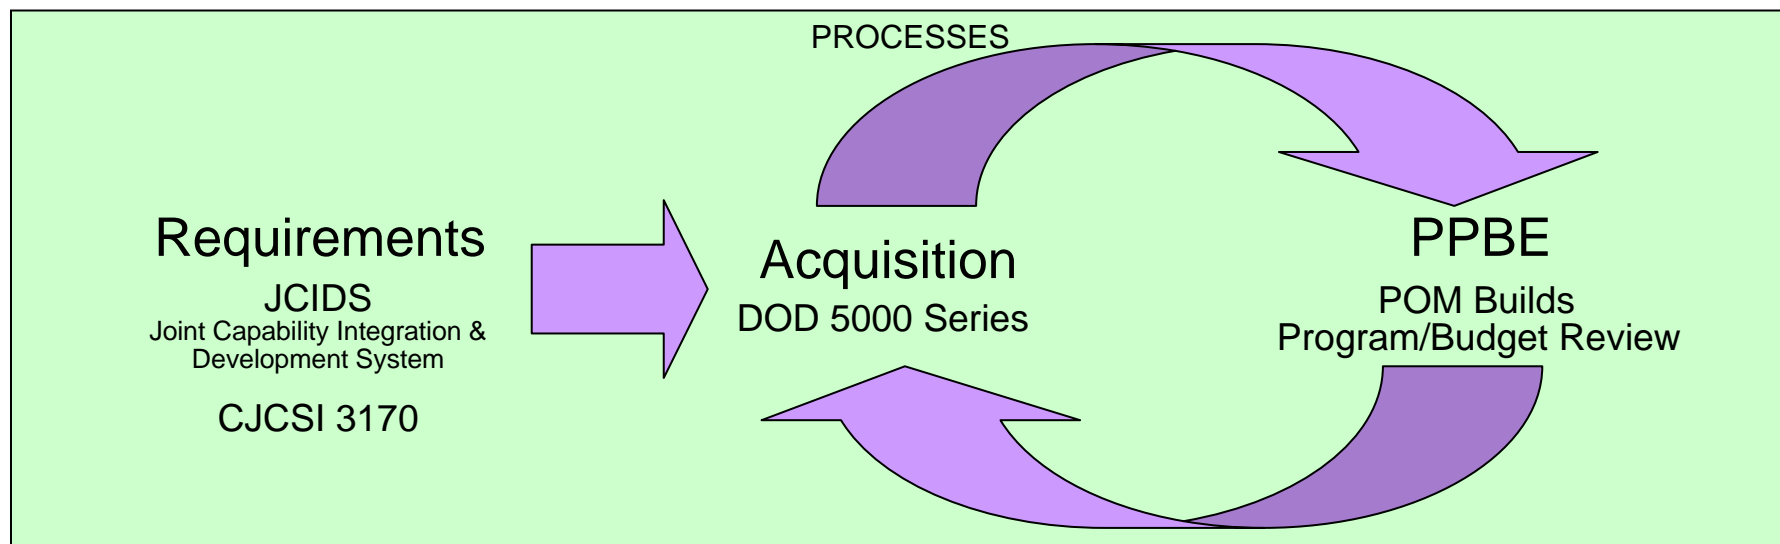 PROCESSES
Requirements
JCIDS
Joint Capability Integration &
Development System
CJCSI 3170
Acquisition
DOD 5000 Series
PPBE
POM Builds
Program/Budget Review